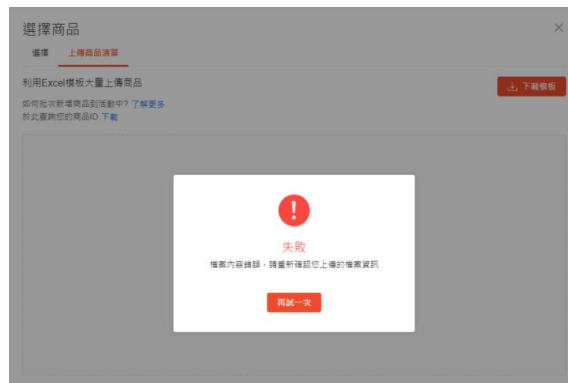 選擇商品
選擇 上傳商品清單
利用Excel模板大量上傳商品
下載模板
如何批次新增商品到活動中? 了解更多
於此查詢您的商品ID 下載
失敗
檔案內容錯誤，請重新確認您上傳的檔案資訊
再試一次